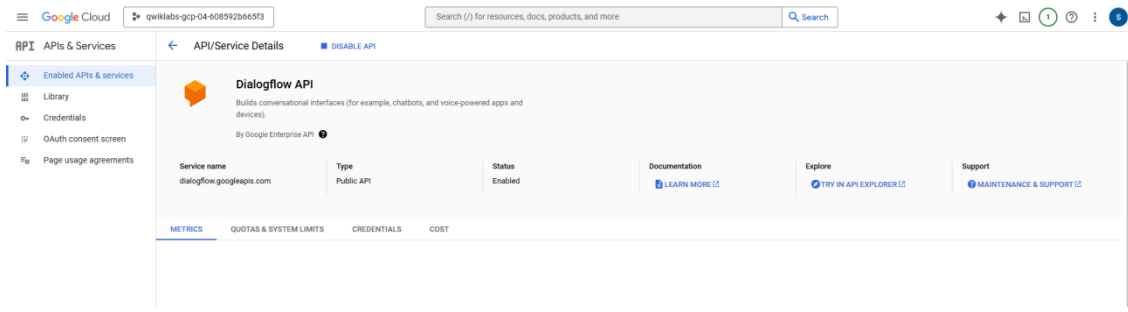 Google Cloud
qwiklabs-gcp-04-608592b665f3
Search (/) for resources, docs, products, and more
Search
1
S
API APIs & Services
API/Service Details
DISABLE API
Enabled APIs & services
Library
Credentials
OAuth consent screen
Page usage agreements
Dialogflow API
Builds conversational interfaces (for example, chatbots, and voice-powered apps and
devices).
By Google Enterprise API
Service name
dialogflow.googleapis.com
Type
Public API
Status
Enabled
Documentation
LEARN MORE
Explore
TRY IN API EXPLORER
Support
MAINTENANCE & SUPPORT
METRICS
QUOTAS & SYSTEM LIMITS
CREDENTIALS
COST